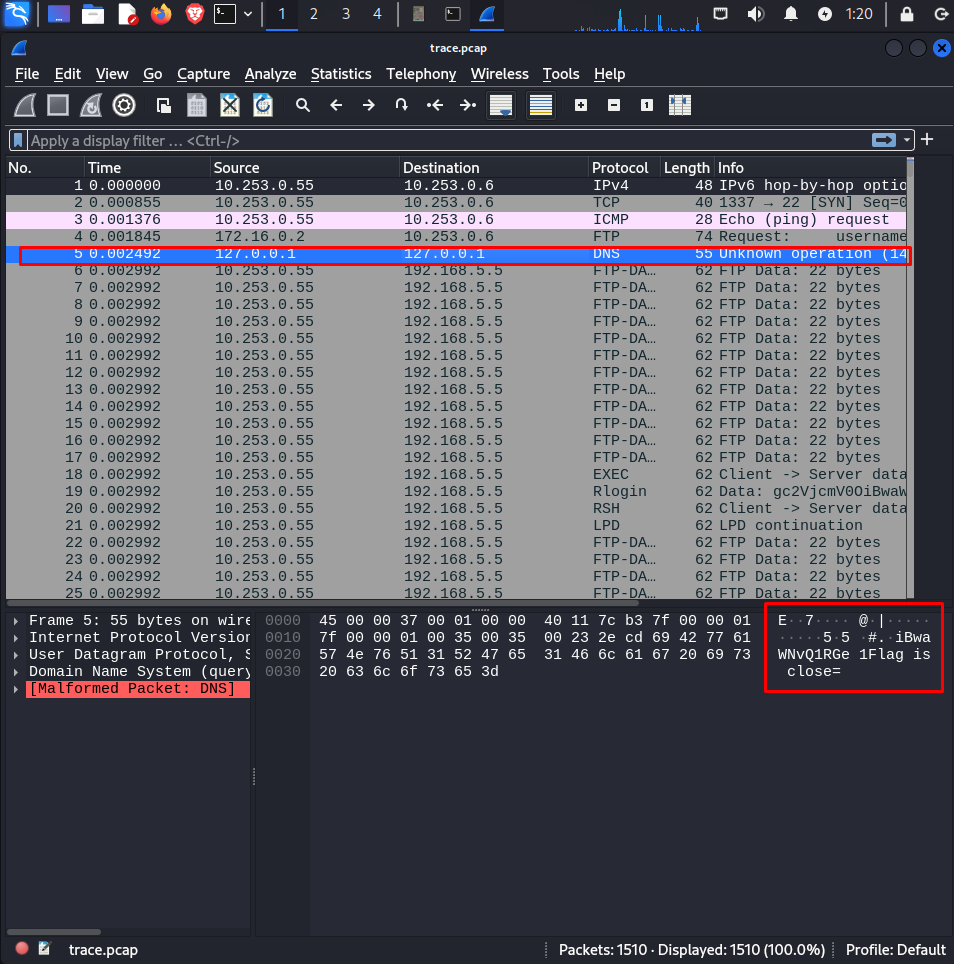 1 2 3 4 1:20
trace.pcap
File Edit View Go Capture Analyze Statistics Telephony Wireless Tools Help
Apply a display filter … <Ctrl-/>
No. Time Source Destination Protocol Length Info
1 0.000000 10.253.0.55 10.253.0.6 IPv4 48 IPv6 hop-by-hop optio
2 0.000855 10.253.0.55 10.253.0.6 TCP 40 1337 → 22 [SYN] Seq=0
3 0.001376 10.253.0.55 10.253.0.6 ICMP 28 Echo (ping) request
4 0.001845 172.16.0.2 10.253.0.6 FTP 74 Request: username
5 0.002492 127.0.0.1 127.0.0.1 DNS 55 Unknown operation (14
6 0.002992 10.253.0.55 192.168.5.5 FTP-DA… 62 FTP Data: 22 bytes
7 0.002992 10.253.0.55 192.168.5.5 FTP-DA… 62 FTP Data: 22 bytes
8 0.002992 10.253.0.55 192.168.5.5 FTP-DA… 62 FTP Data: 22 bytes
9 0.002992 10.253.0.55 192.168.5.5 FTP-DA… 62 FTP Data: 22 bytes
10 0.002992 10.253.0.55 192.168.5.5 FTP-DA… 62 FTP Data: 22 bytes
11 0.002992 10.253.0.55 192.168.5.5 FTP-DA… 62 FTP Data: 22 bytes
12 0.002992 10.253.0.55 192.168.5.5 FTP-DA… 62 FTP Data: 22 bytes
13 0.002992 10.253.0.55 192.168.5.5 FTP-DA… 62 FTP Data: 22 bytes
14 0.002992 10.253.0.55 192.168.5.5 FTP-DA… 62 FTP Data: 22 bytes
15 0.002992 10.253.0.55 192.168.5.5 FTP-DA… 62 FTP Data: 22 bytes
16 0.002992 10.253.0.55 192.168.5.5 FTP-DA… 62 FTP Data: 22 bytes
17 0.002992 10.253.0.55 192.168.5.5 FTP-DA… 62 FTP Data: 22 bytes
18 0.002992 10.253.0.55 192.168.5.5 EXEC 62 Client -> Server data
19 0.002992 10.253.0.55 192.168.5.5 Rlogin 62 Data: gc2VjcmV0OiBwaW
20 0.002992 10.253.0.55 192.168.5.5 RSH 62 Client -> Server data
21 0.002992 10.253.0.55 192.168.5.5 LPD 62 LPD continuation
22 0.002992 10.253.0.55 192.168.5.5 FTP-DA… 62 FTP Data: 22 bytes
23 0.002992 10.253.0.55 192.168.5.5 FTP-DA… 62 FTP Data: 22 bytes
24 0.002992 10.253.0.55 192.168.5.5 FTP-DA… 62 FTP Data: 22 bytes
25 0.002992 10.253.0.55 192.168.5.5 FTP-DA… 62 FTP Data: 22 bytes
Frame 5: 55 bytes on wire 0000 45 00 00 37 00 01 00 00 40 11 7c b3 7f 00 00 01 E··7···· @·|·····
Internet Protocol Version 0010 7f 00 00 01 00 35 00 35 00 23 2e cd 69 42 77 61 ·····5·5 ·#.·iBwa
User Datagram Protocol, S 0020 57 4e 76 51 31 52 47 65 31 46 6c 61 67 20 69 73 WNvQ1RGe 1Flag is
Domain Name System (query 0030 20 63 6c 6f 73 65 3d close=
[Malformed Packet: DNS]
trace.pcap Packets: 1510 · Displayed: 1510 (100.0%) Profile: Default